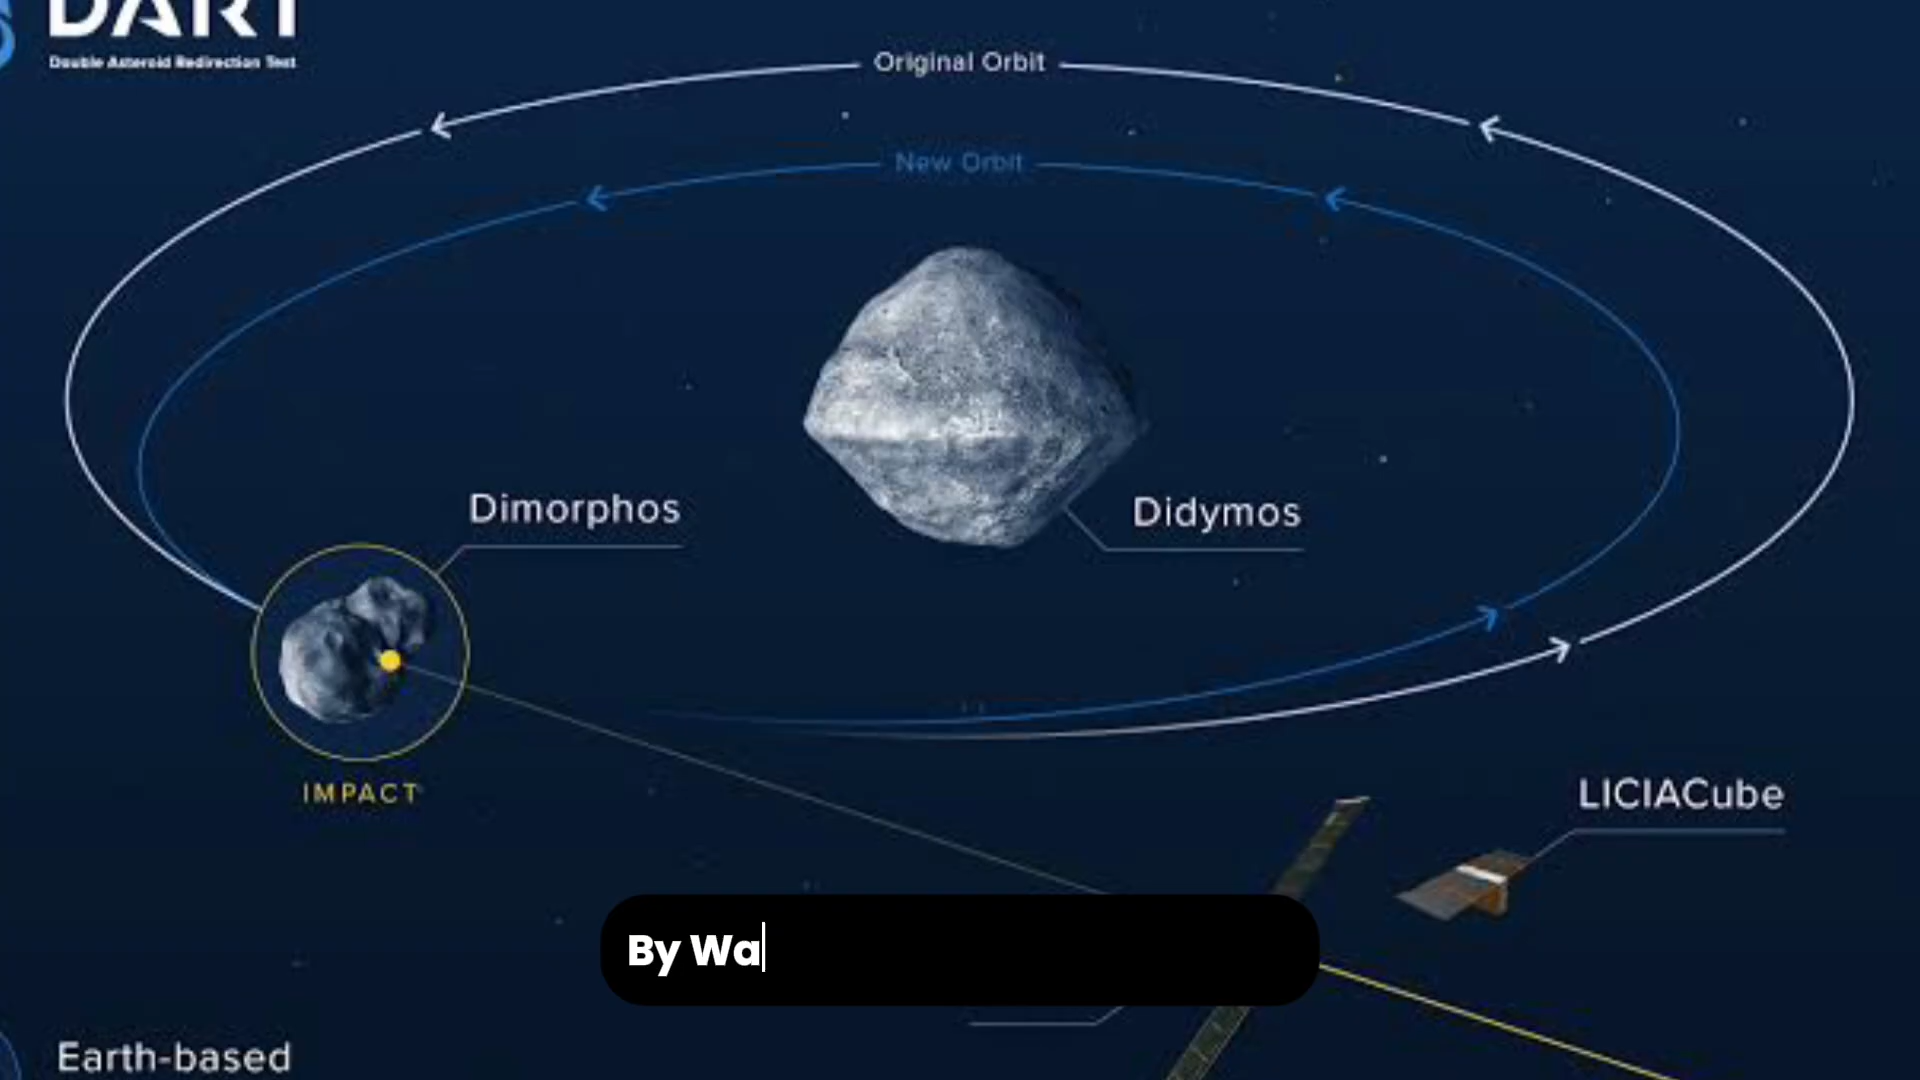 DART
Double Asteroid Redirection Test
Original Orbit
New Orbit
Dimorphos
Didymos
IMPACT
LICIACube
By Wa
Earth-based